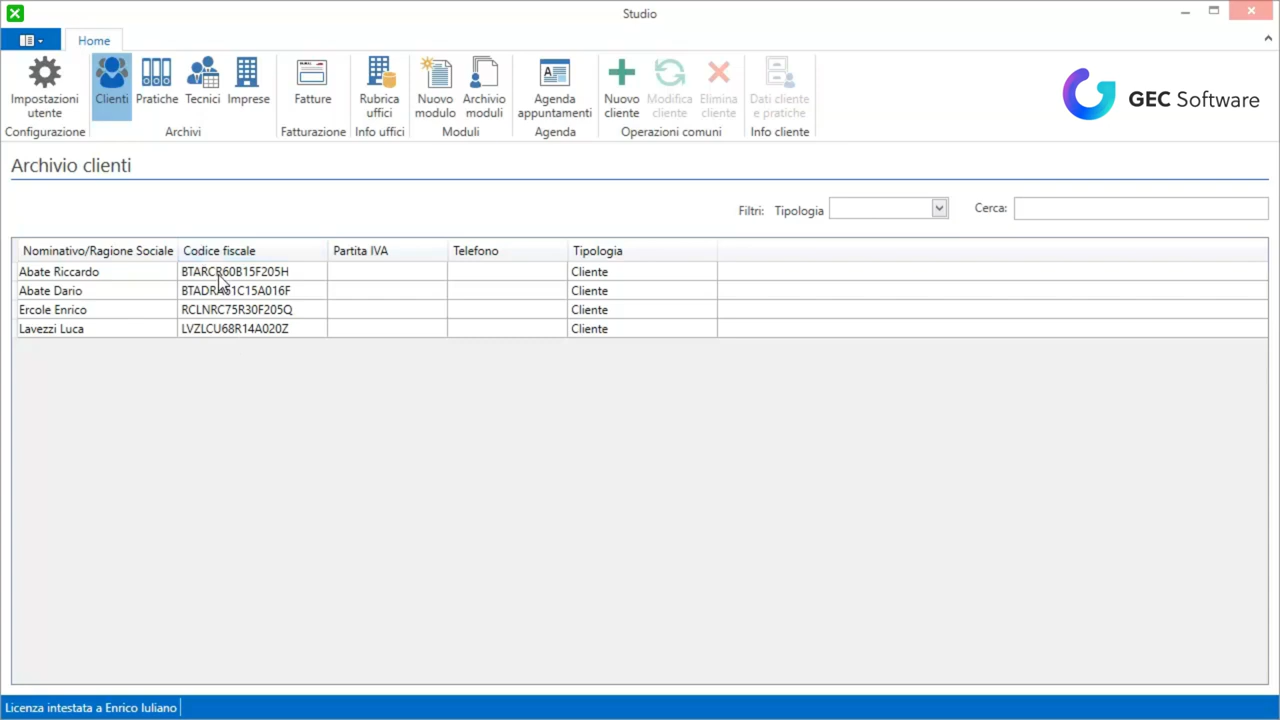 Studio
Home
Impostazioni utente
Clienti
Pratiche
Tecnici
Imprese
Fatture
Rubrica uffici
Nuovo modulo
Archivio moduli
Agenda appuntamenti
Nuovo cliente
Modifica cliente
Elimina cliente
Dati cliente e pratiche
Configurazione
Archivi
Fatturazione
Info uffici
Moduli
Agenda
Operazioni comuni
Info cliente
GEC Software
Archivio clienti
Filtri: Tipologia
Cerca:
Nominativo/Ragione Sociale Codice fiscale Partita IVA Telefono Tipologia
Abate Riccardo BTARCR60B15F205H Cliente
Abate Dario Cliente
Ercole Enrico RCLNRC75R30F205Q Cliente
Lavezzi Luca LVZLCU68R14A020Z Cliente
Licenza intestata a Enrico Iuliano